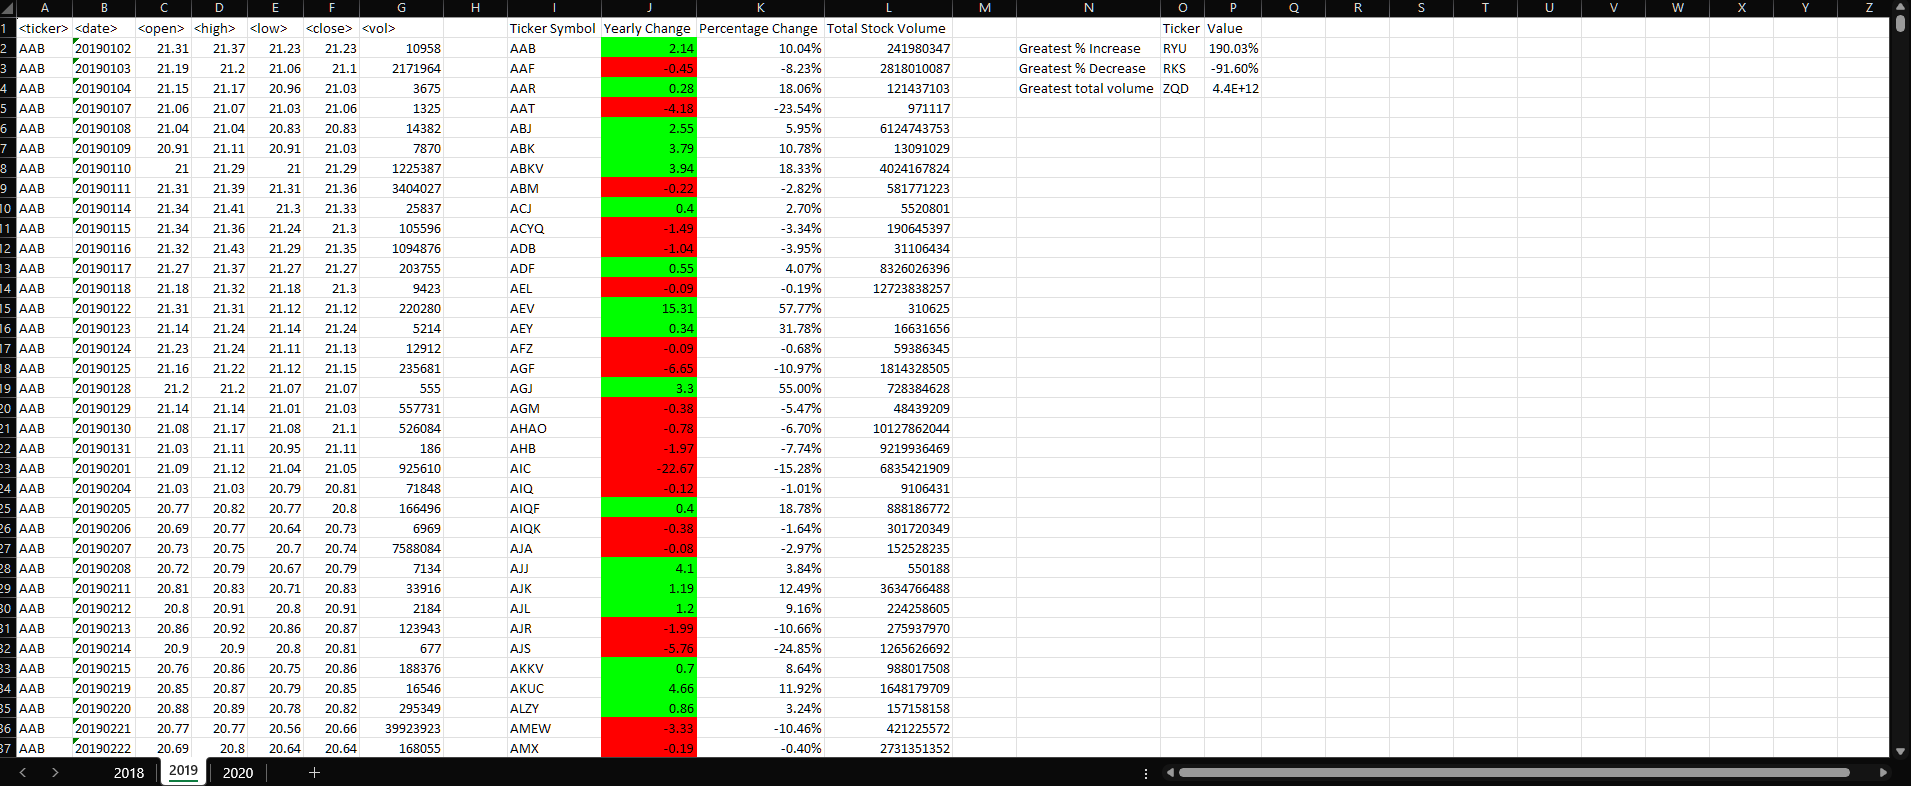 A B C D E F G H I J K L M N O P Q R S T U V W X Y Z
1 <ticker> <date> <open> <high> <low> <close> <vol> Ticker Symbol Yearly Change Percentage Change Total Stock Volume Ticker Value
2 AAB 20190102 21.31 21.37 21.23 21.23 10958 AAB 2.14 10.04% 241980347 Greatest % Increase RYU 190.03%
3 AAB 20190103 21.19 21.2 21.06 21.1 2171964 AAF -0.45 -8.23% 2818010087 Greatest % Decrease RKS -91.60%
4 AAB 20190104 21.15 21.17 20.96 21.03 3675 AAR 0.28 18.06% 121437103 Greatest total volume ZQD 4.4E+12
5 AAB 20190107 21.06 21.07 21.03 21.06 1325 AAT -4.18 -23.54% 971117
6 AAB 20190108 21.04 21.04 20.83 20.83 14382 ABJ 2.55 5.95% 6124743753
7 AAB 20190109 20.91 21.11 20.91 21.03 7870 ABK 3.79 10.78% 13091029
8 AAB 20190110 21 21.29 21 21.29 1225387 ABKV 3.94 18.33% 4024167824
9 AAB 20190111 21.31 21.39 21.31 21.36 3404027 ABM -0.22 -2.82% 581771223
10 AAB 20190114 21.34 21.41 21.3 21.33 25837 ACJ 0.4 2.70% 5520801
11 AAB 20190115 21.34 21.36 21.24 21.3 105596 ACYQ -1.49 -3.34% 190645397
12 AAB 20190116 21.32 21.43 21.29 21.35 1094876 ADB -1.04 -3.95% 31106434
13 AAB 20190117 21.27 21.37 21.27 21.27 203755 ADF 0.55 4.07% 8326026396
14 AAB 20190118 21.18 21.32 21.18 21.3 9423 AEL -0.09 -0.19% 12723838257
15 AAB 20190122 21.31 21.31 21.12 21.12 220280 AEV 15.31 57.77% 310625
16 AAB 20190123 21.14 21.24 21.14 21.24 5214 AEY 0.34 31.78% 16631656
17 AAB 20190124 21.23 21.24 21.11 21.13 12912 AFZ -0.09 -0.68% 59386345
18 AAB 20190125 21.16 21.22 21.12 21.15 235681 AGF -6.65 -10.97% 1814328505
19 AAB 20190128 21.2 21.2 21.07 21.07 555 AGJ 3.3 55.00% 728384628
20 AAB 20190129 21.14 21.14 21.01 21.03 557731 AGM -0.38 -5.47% 48439209
21 AAB 20190130 21.08 21.17 21.08 21.1 526084 AHAO -0.78 -6.70% 10127862044
22 AAB 20190131 21.03 21.11 20.95 21.11 186 AHB -1.97 -7.74% 9219936469
23 AAB 20190201 21.09 21.12 21.04 21.05 925610 AIC -22.67 -15.28% 6835421909
24 AAB 20190204 21.03 21.03 20.79 20.81 71848 AIQ -0.12 -1.01% 9106431
25 AAB 20190205 20.77 20.82 20.77 20.8 166496 AIQF 0.4 18.78% 888186772
26 AAB 20190206 20.69 20.77 20.64 20.73 6969 AIQK -0.38 -1.64% 301720349
27 AAB 20190207 20.73 20.75 20.7 20.74 7588084 AJA -0.08 -2.97% 152528235
28 AAB 20190208 20.72 20.79 20.67 20.79 7134 AJJ 4.1 3.84% 550188
29 AAB 20190211 20.81 20.83 20.71 20.83 33916 AJK 1.19 12.49% 3634766488
30 AAB 20190212 20.8 20.91 20.8 20.91 2184 AJL 1.2 9.16% 224258605
31 AAB 20190213 20.86 20.92 20.86 20.87 123943 AJR -1.99 -10.66% 275937970
32 AAB 20190214 20.9 20.9 20.8 20.81 677 AJS -5.76 -24.85% 1265626692
33 AAB 20190215 20.76 20.86 20.75 20.86 188376 AKKV 0.7 8.64% 988017508
34 AAB 20190219 20.85 20.87 20.79 20.85 16546 AKUC 4.66 11.92% 1648179709
35 AAB 20190220 20.88 20.89 20.78 20.82 295349 ALZY 0.86 3.24% 157158158
36 AAB 20190221 20.77 20.77 20.56 20.66 39923923 AMEW -3.33 -10.46% 421225572
37 AAB 20190222 20.69 20.8 20.64 20.64 168055 AMX -0.19 -0.40% 2731351352
2018 2019 2020